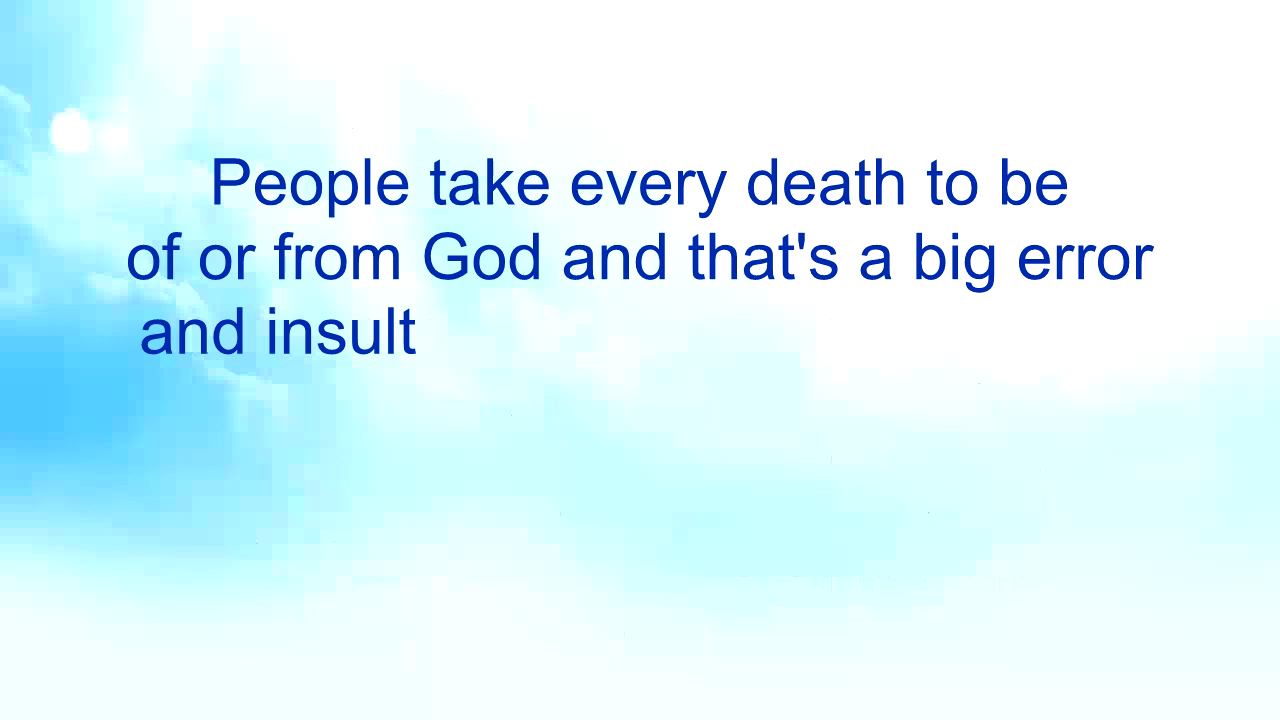 People take every death to be
of or from God and that's a big error
and insult